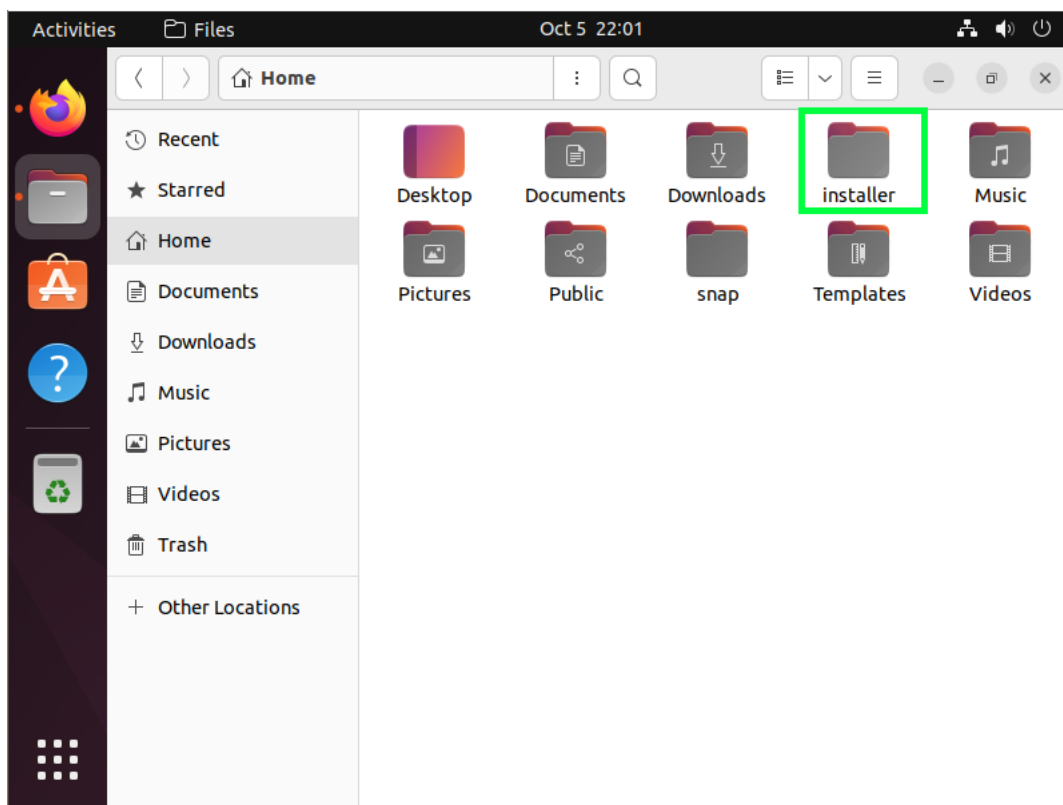 Activities Files Oct 5 22:01
Home
Recent
Starred
Home
Documents
Downloads
Music
Pictures
Videos
Trash
Other Locations
Desktop Documents Downloads installer Music
Pictures Public snap Templates Videos